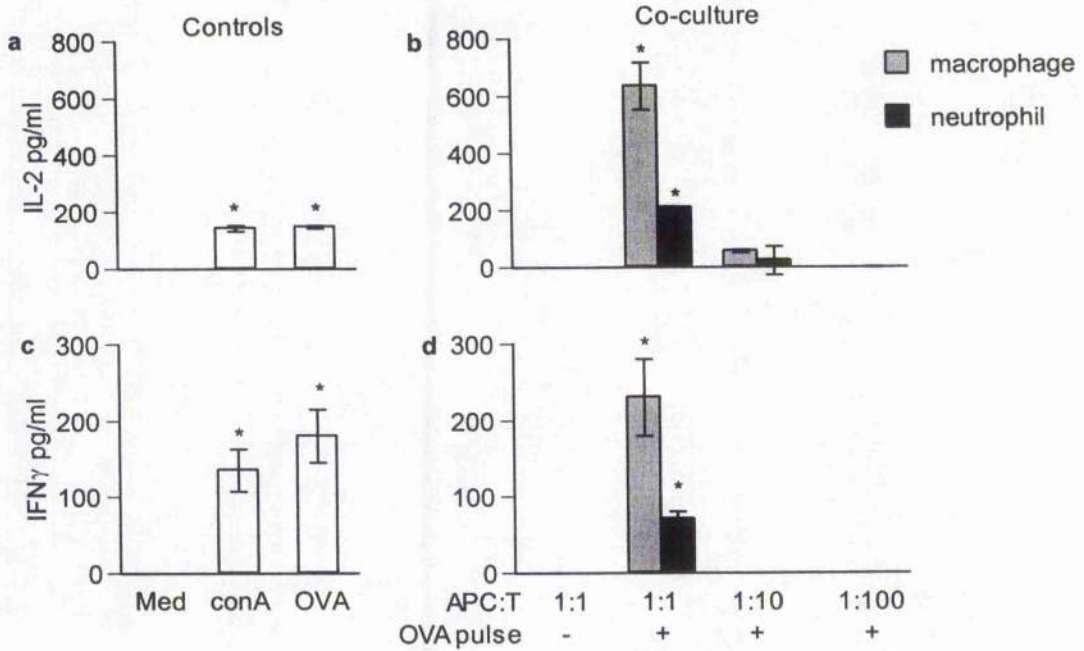 a
Controls
800
600
400
200
0
IL-2 pg/ml
*
*
b
Co-culture
800
600
400
200
0
*
*
macrophage
neutrophil
c
300
200
100
0
IFNγ pg/ml
*
*
Med conA OVA
d
300
200
100
0
*
*
APC:T 1:1 1:1 1:10 1:100
OVA pulse - + + +